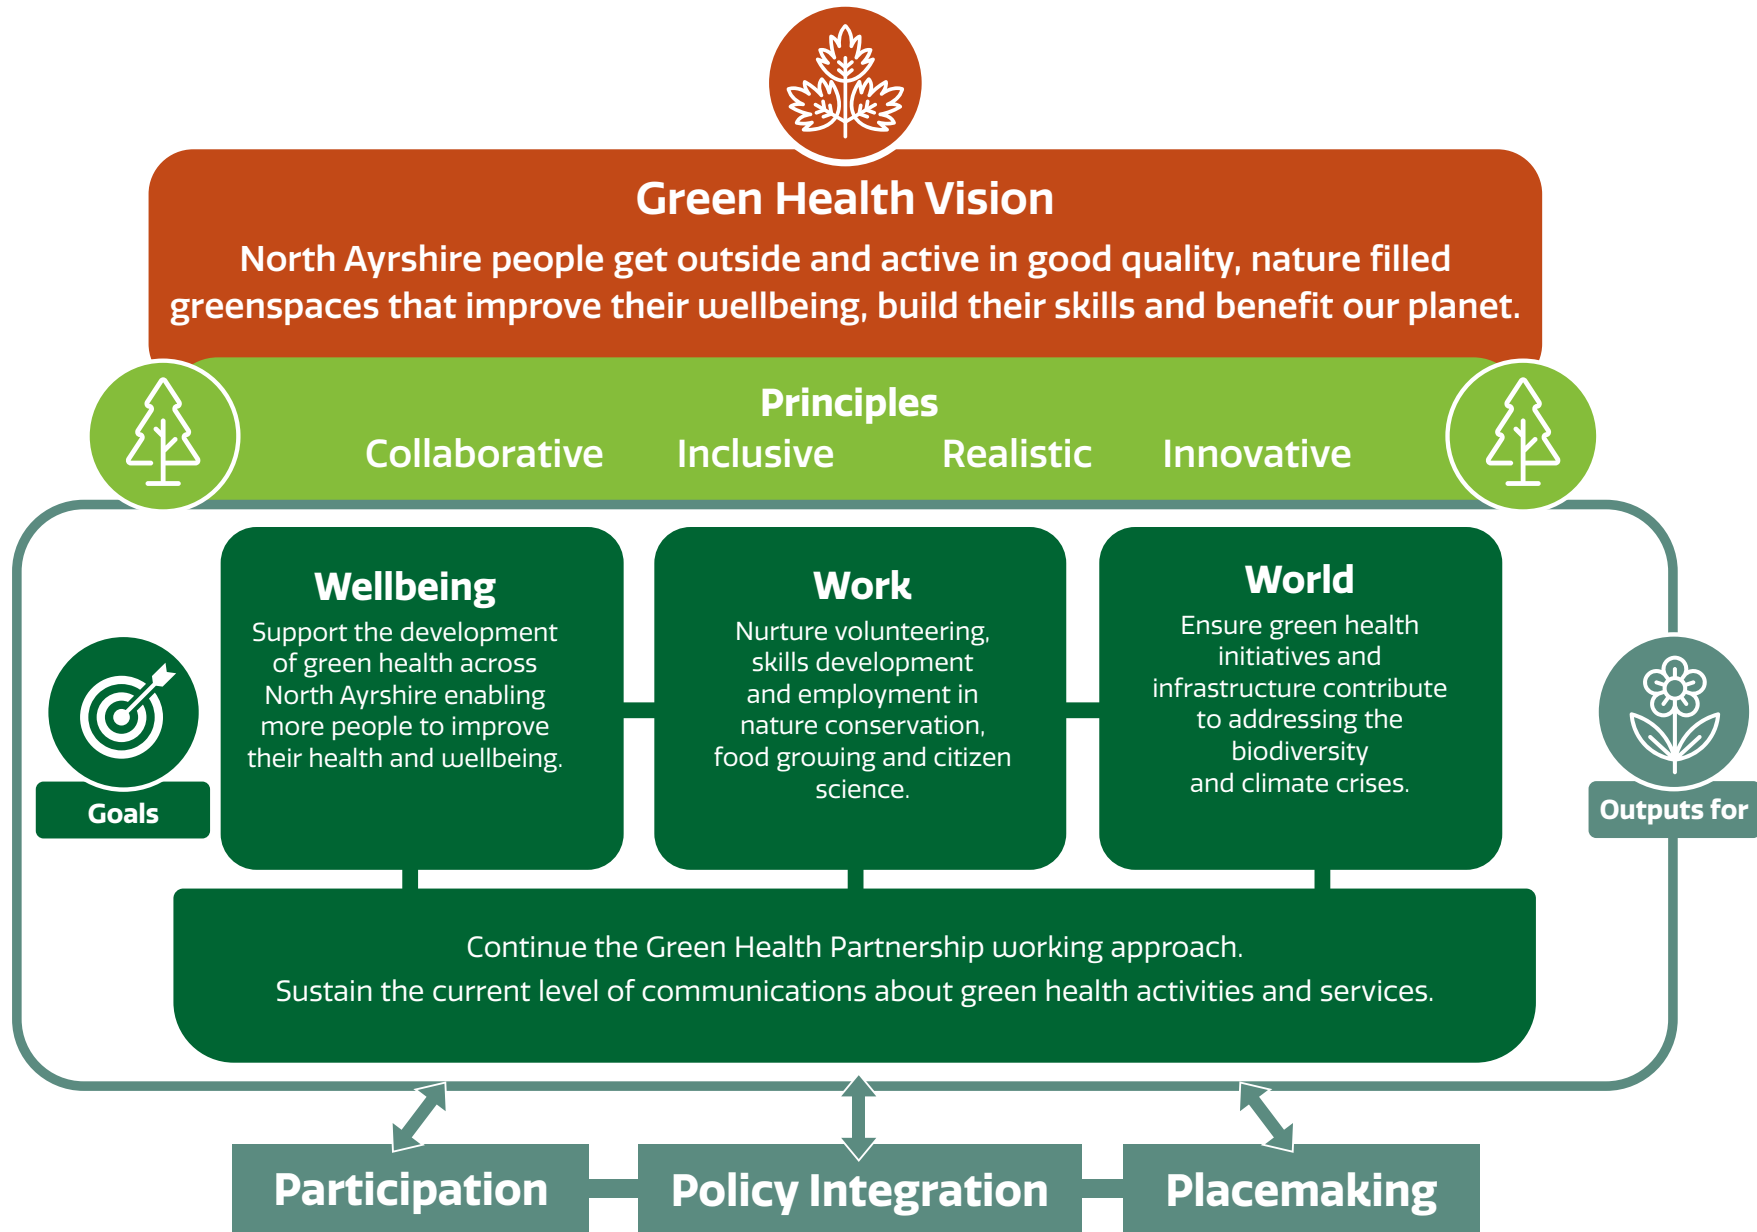 Green Health Vision
North Ayrshire people get outside and active in good quality, nature filled
greenspaces that improve their wellbeing, build their skills and benefit our planet.
Principles
Collaborative Inclusive Realistic Innovative
Goals
Wellbeing
Support the development
of green health across
North Ayrshire enabling
more people to improve
their health and wellbeing.
Work
Nurture volunteering,
skills development
and employment in
nature conservation,
food growing and citizen
science.
World
Ensure green health
initiatives and
infrastructure contribute
to addressing the
biodiversity
and climate crises.
Outputs for
Continue the Green Health Partnership working approach.
Sustain the current level of communications about green health activities and services.
Participation
Policy Integration
Placemaking